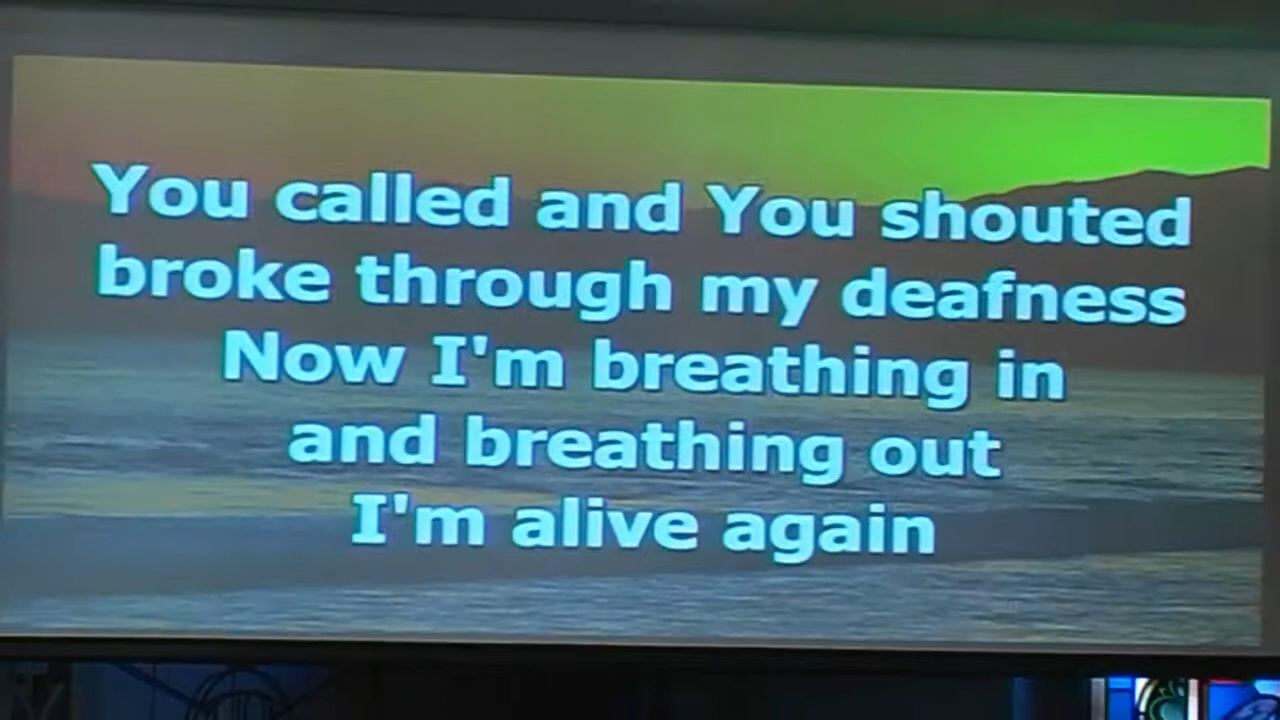 You called and You shouted
broke through my deafness
Now I'm breathing in
and breathing out
I'm alive again